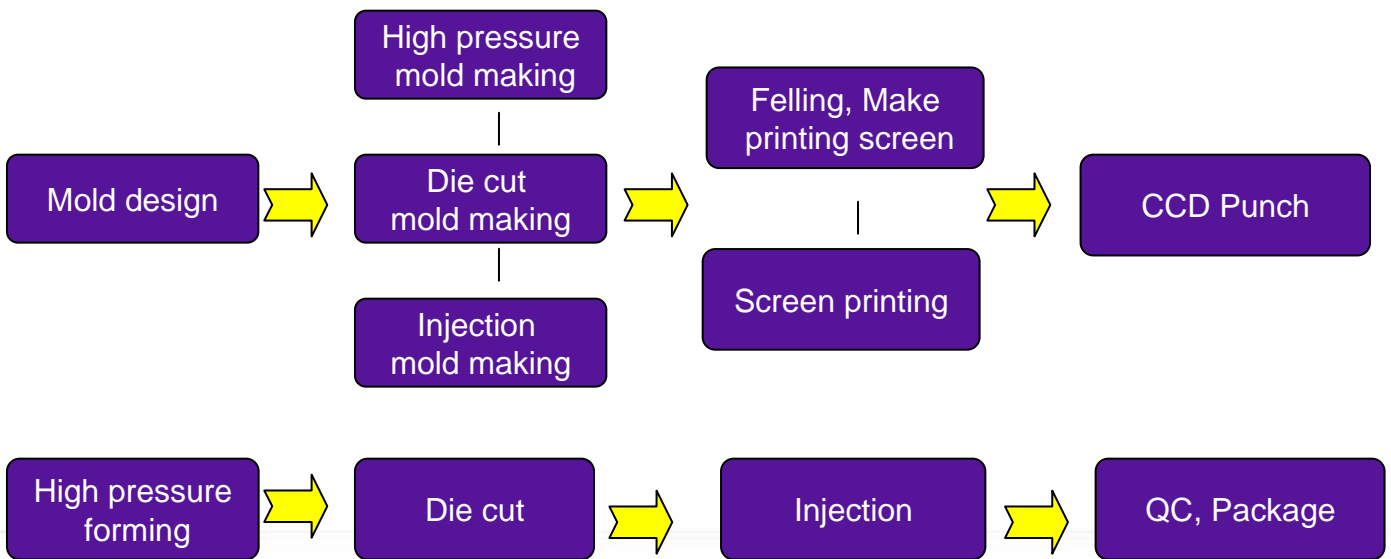 Mold design
High pressure
mold making
Die cut
mold making
Injection
mold making
Felling, Make
printing screen
Screen printing
CCD Punch
High pressure
forming
Die cut
Injection
QC, Package